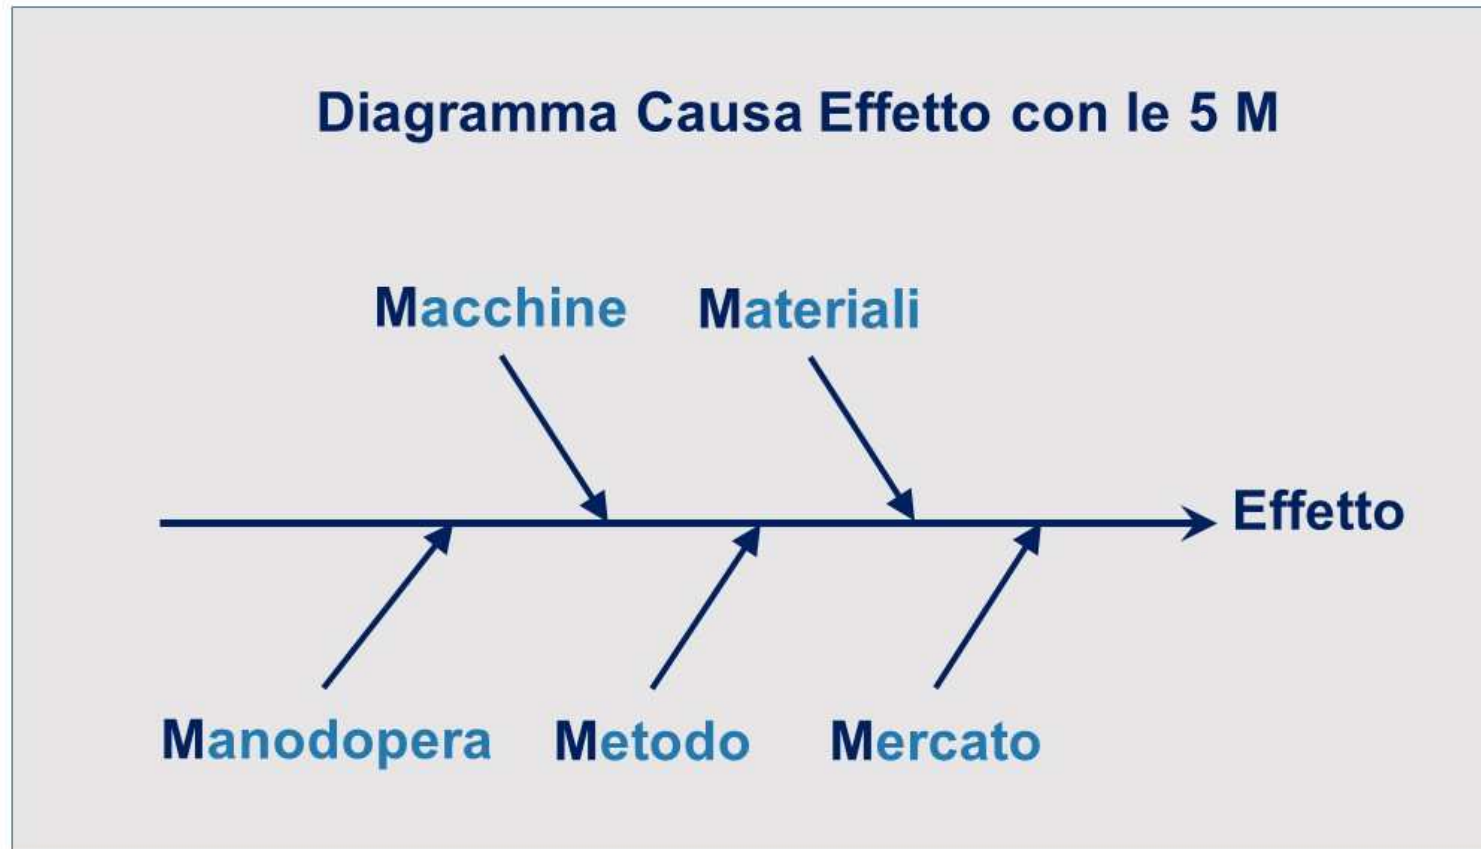 Diagramma Causa Effetto con le 5 M
Macchine
Materiali
Effetto
Manodopera
Metodo
Mercato